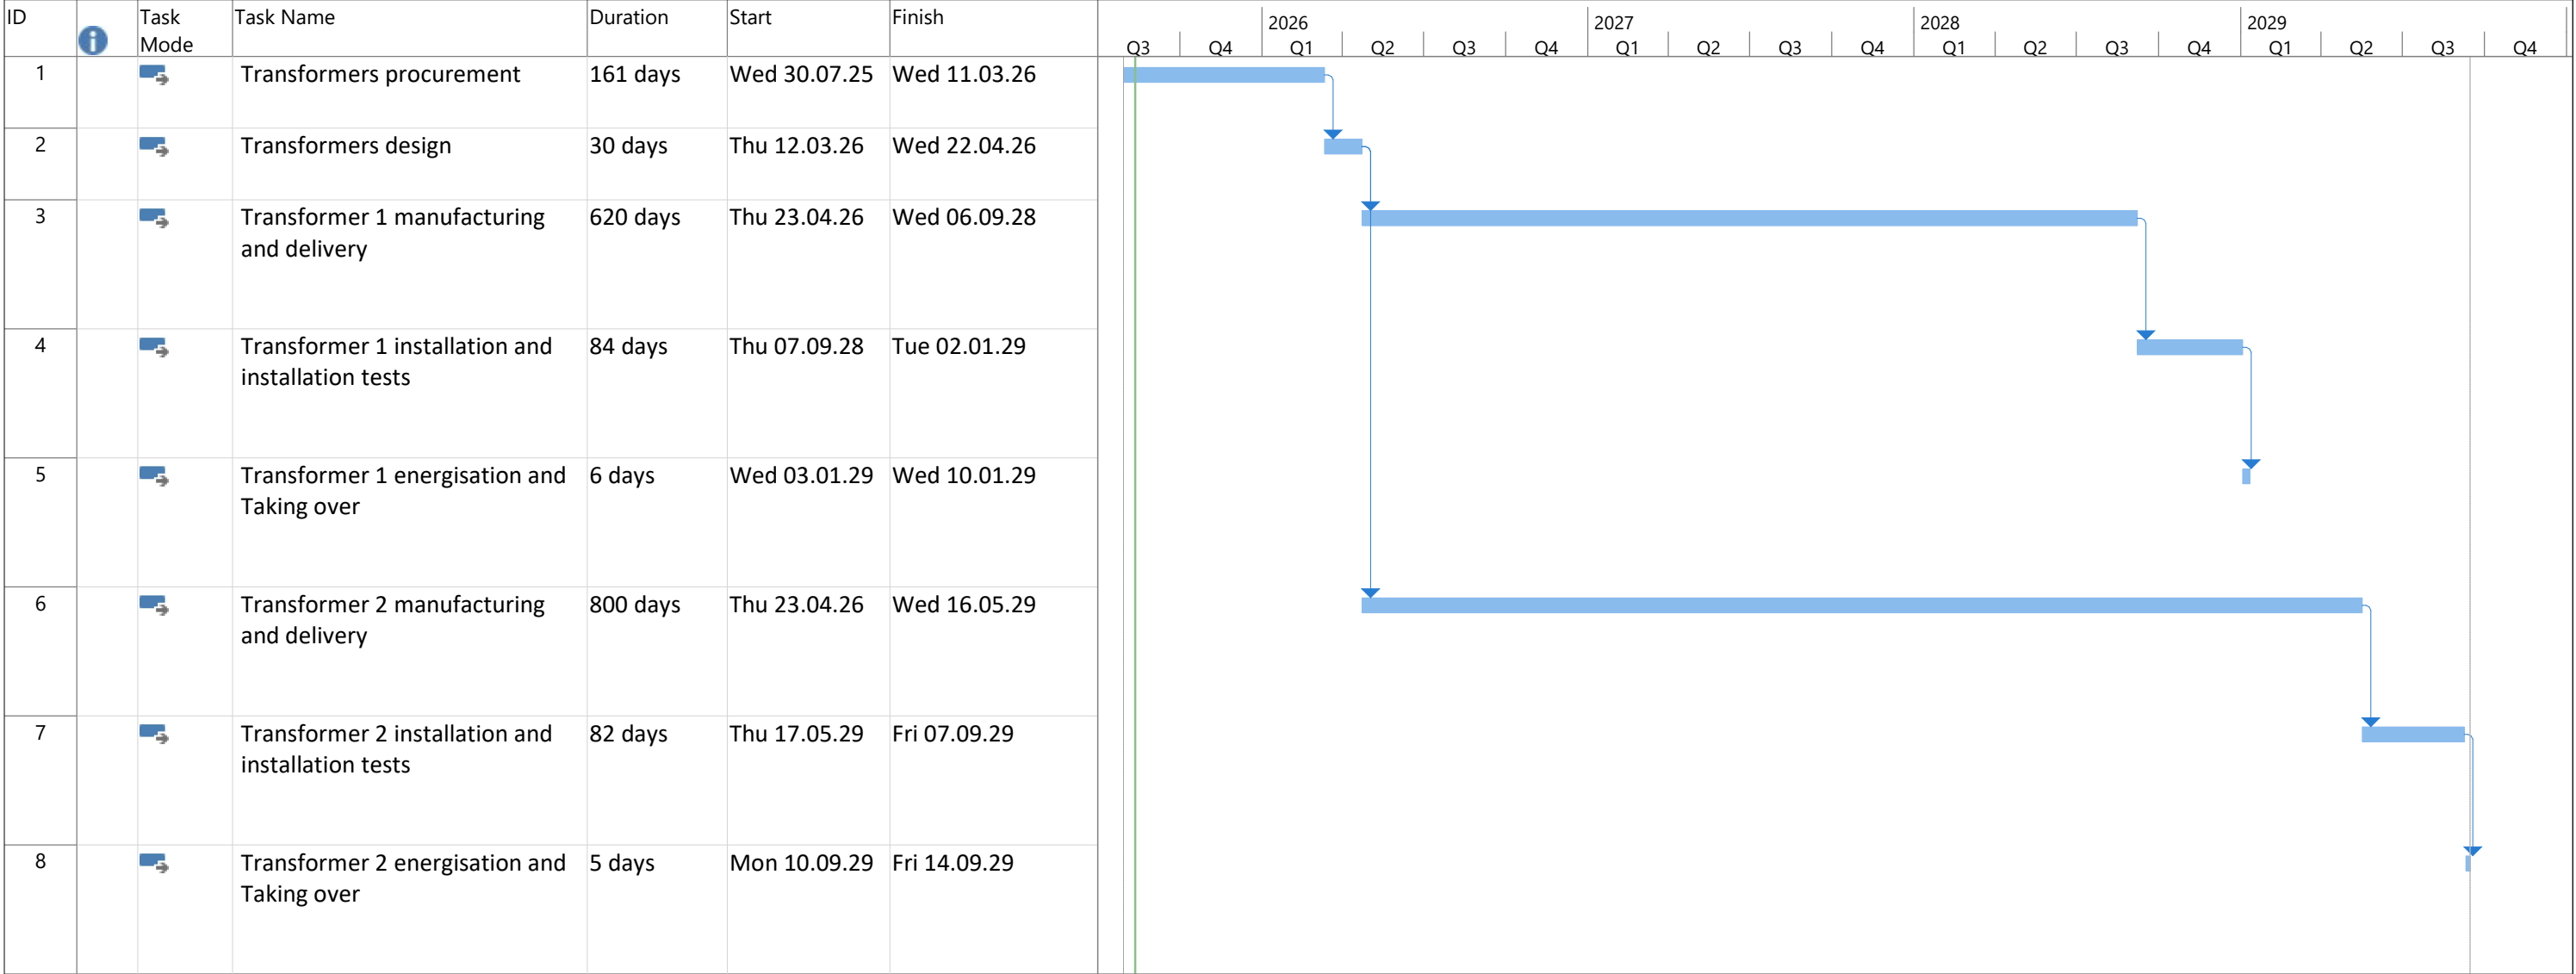 ID Task Mode Task Name Duration Start Finish
2026 2027 2028 2029
Q3 Q4 Q1 Q2 Q3 Q4 Q1 Q2 Q3 Q4 Q1 Q2 Q3 Q4 Q1 Q2 Q3 Q4
1 Transformers procurement 161 days Wed 30.07.25 Wed 11.03.26
2 Transformers design 30 days Thu 12.03.26 Wed 22.04.26
3 Transformer 1 manufacturing 620 days Thu 23.04.26 Wed 06.09.28
and delivery
4 Transformer 1 installation and 84 days Thu 07.09.28 Tue 02.01.29
installation tests
5 Transformer 1 energisation and 6 days Wed 03.01.29 Wed 10.01.29
Taking over
6 Transformer 2 manufacturing 800 days Thu 23.04.26 Wed 16.05.29
and delivery
7 Transformer 2 installation and 82 days Thu 17.05.29 Fri 07.09.29
installation tests
8 Transformer 2 energisation and 5 days Mon 10.09.29 Fri 14.09.29
Taking over